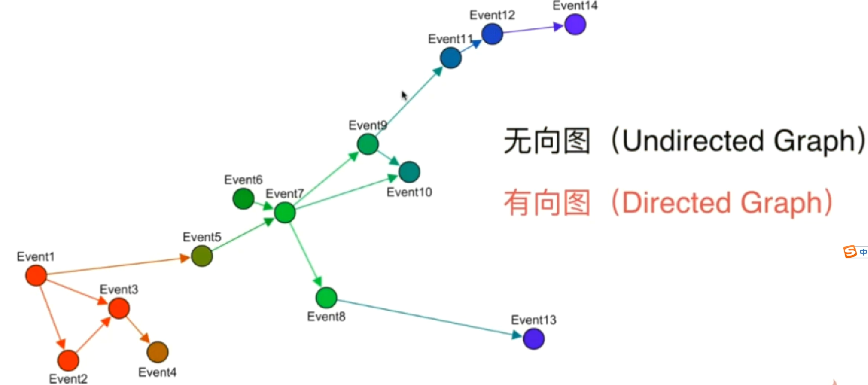 Event14
Event12
Event11
Event9
Event10
Event6
Event7
Event5
Event1
Event3
Event8
Event13
Event4
Event2
无向图（Undirected Graph）
有向图（Directed Graph）
中